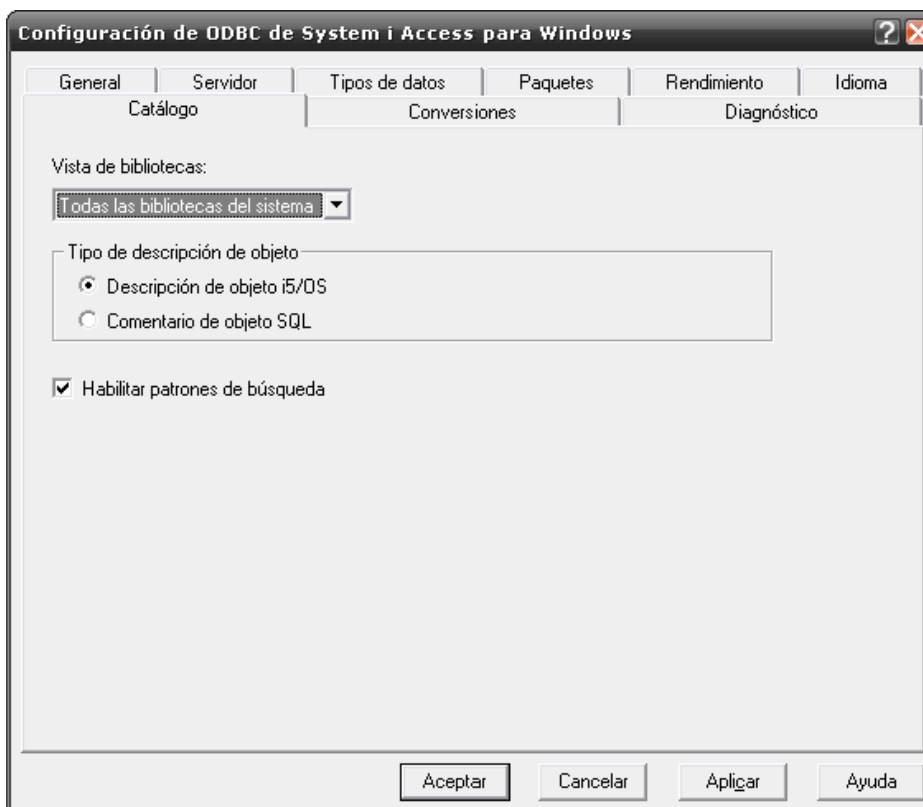 Configuración de ODBC de System i Access para Windows
General Servidor Tipos de datos Paquetes Rendimiento Idioma
Catálogo Conversiones Diagnóstico
Vista de bibliotecas:
Todas las bibliotecas del sistema
Tipo de descripción de objeto
Descripción de objeto i5/OS
Comentario de objeto SQL
Habilitar patrones de búsqueda
Aceptar Cancelar Aplicar Ayuda